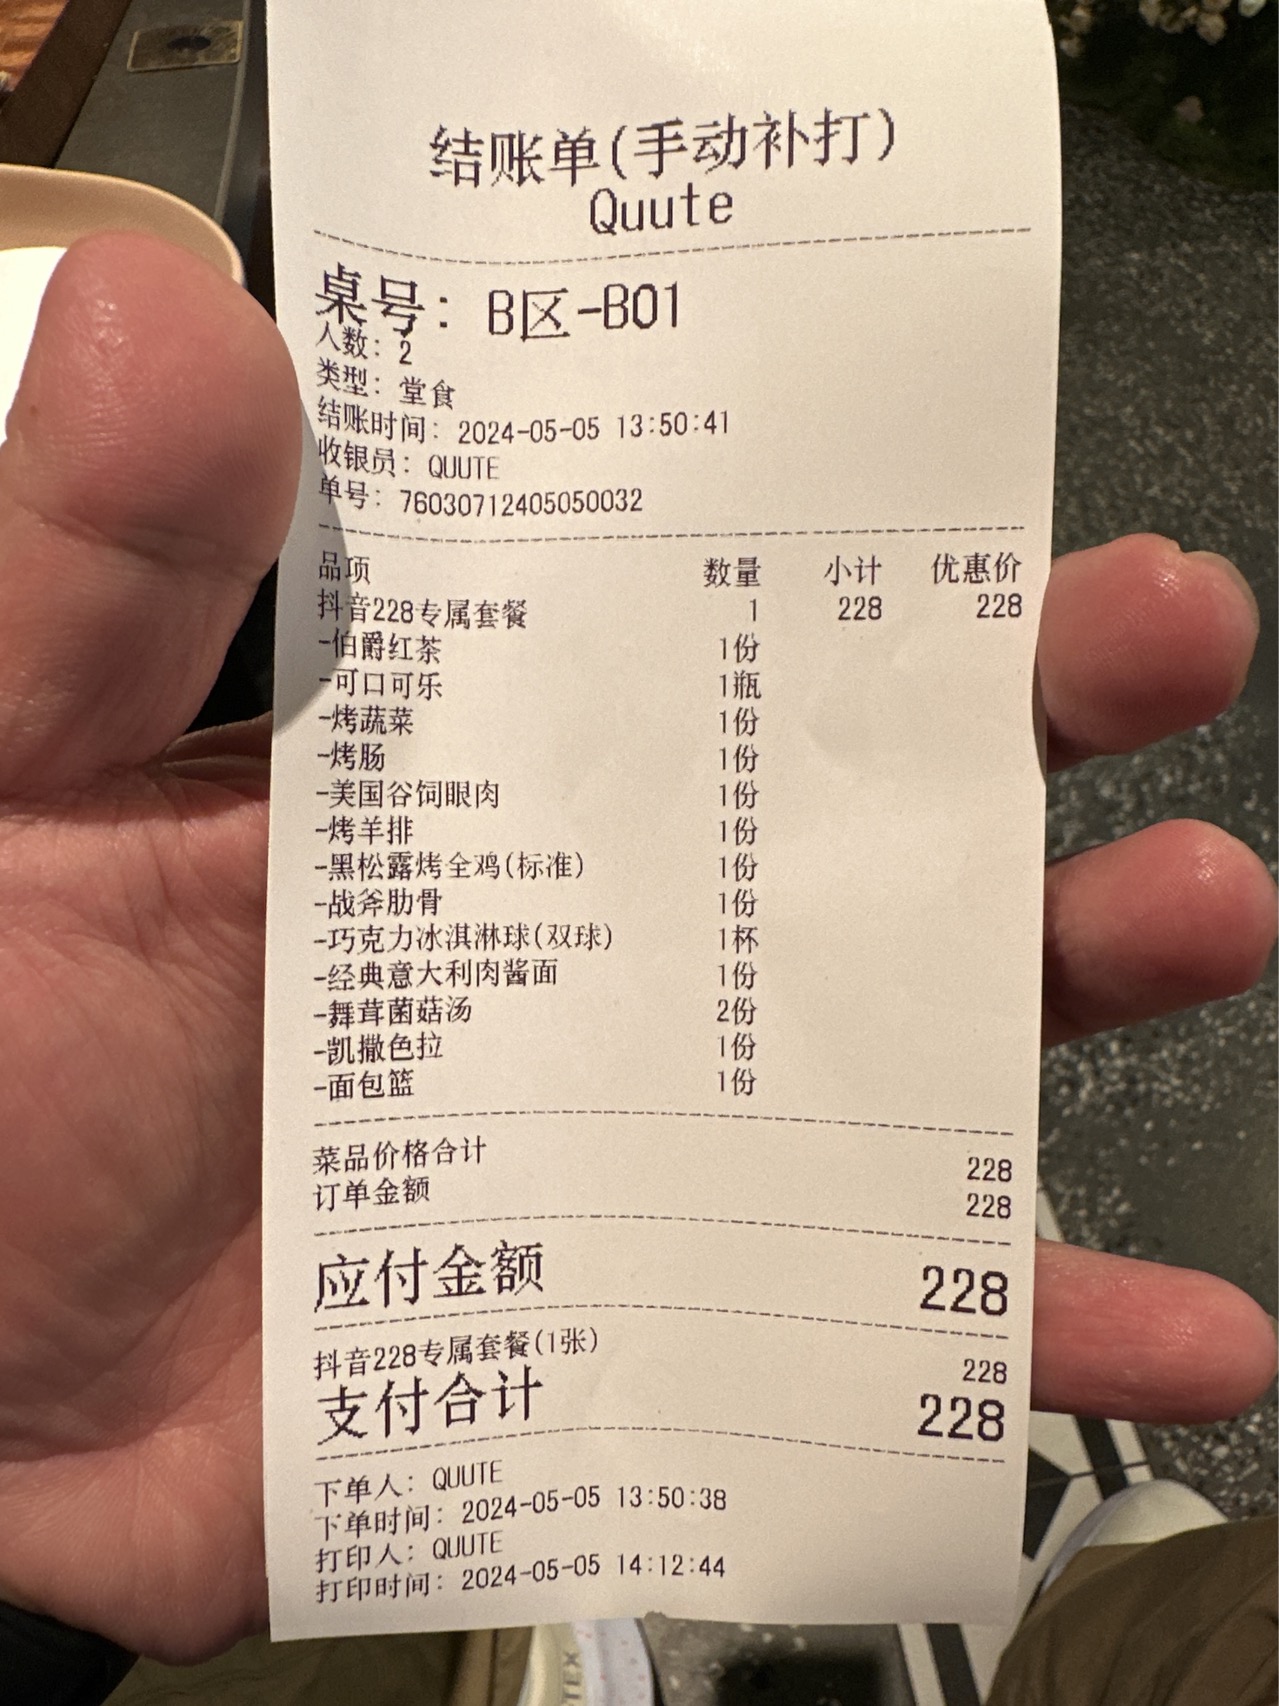 结账单(手动补打)
Quute
桌号: B区-B01
人数: 2
类型: 堂食
结账时间: 2024-05-05 13:50:41
收银员: QUUTE
单号: 76030712405050032
品项 数量 小计 优惠价
抖音228专属套餐 1 228 228
-伯爵红茶 1份
-可口可乐 1瓶
-烤蔬菜 1份
-烤肠 1份
-美国谷饲眼肉 1份
-烤羊排 1份
-黑松露烤全鸡(标准) 1份
-战斧肋骨 1份
-巧克力冰淇淋球(双球) 1杯
-经典意大利肉酱面 1份
-舞茸菌菇汤 2份
-凯撒色拉 1份
-面包篮 1份
菜品价格合计 228
订单金额 228
应付金额 228
抖音228专属套餐(1张) 228
支付合计 228
下单人: QUUTE
下单时间: 2024-05-05 13:50:38
打印人: QUUTE
打印时间: 2024-05-05 14:12:44
TEX